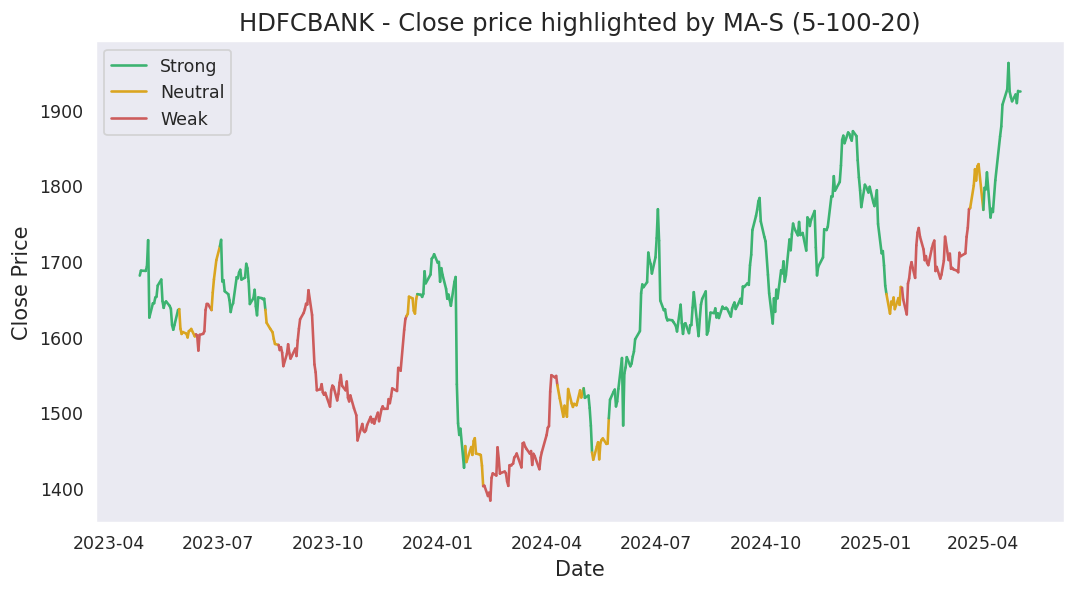 HDFCBANK - Close price highlighted by MA-S (5-100-20)
Strong
Neutral
Weak
Close Price
1900
1800
1700
1600
1500
1400
2023-04 2023-07 2023-10 2024-01 2024-04 2024-07 2024-10 2025-01 2025-04
Date